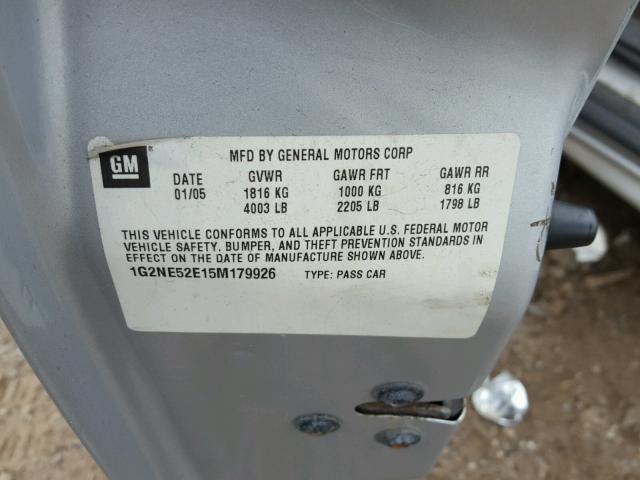 GM
MFD BY GENERAL MOTORS CORP
DATE GVWR GAWR FRT GAWR RR
01/05 1816 KG 1000 KG 816 KG
4003 LB 2205 LB 1798 LB
THIS VEHICLE CONFORMS TO ALL APPLICABLE U.S. FEDERAL MOTOR
VEHICLE SAFETY, BUMPER, AND THEFT PREVENTION STANDARDS IN
EFFECT ON THE DATE OF MANUFACTURE SHOWN ABOVE.
1G2NE52E15M179926 TYPE: PASS CAR